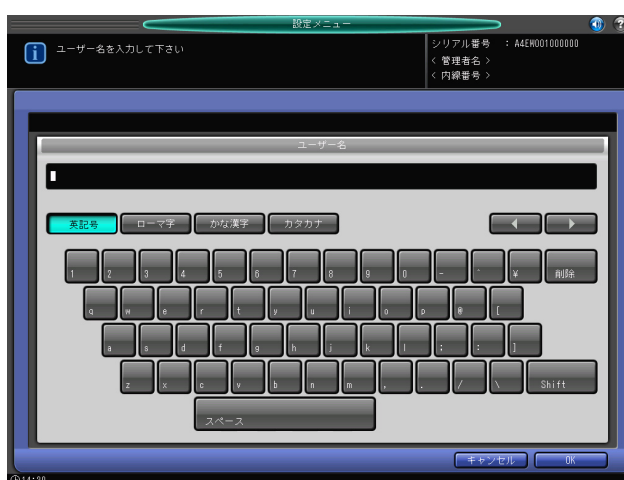 設定メニュー
ユーザー名を入力して下さい
シリアル番号 : A4EW001000000
< 管理者名 >
< 内線番号 >
ユーザー名
英記号 ローマ字 かな漢字 カタカナ
1 2 3 4 5 6 7 8 9 0 - ^ ¥ 削除
q w e r t y u i o p @ [
a s d f g h j k l ; : ]
z x c v b n m , . / \ Shift
スペース
キャンセル OK
14:20